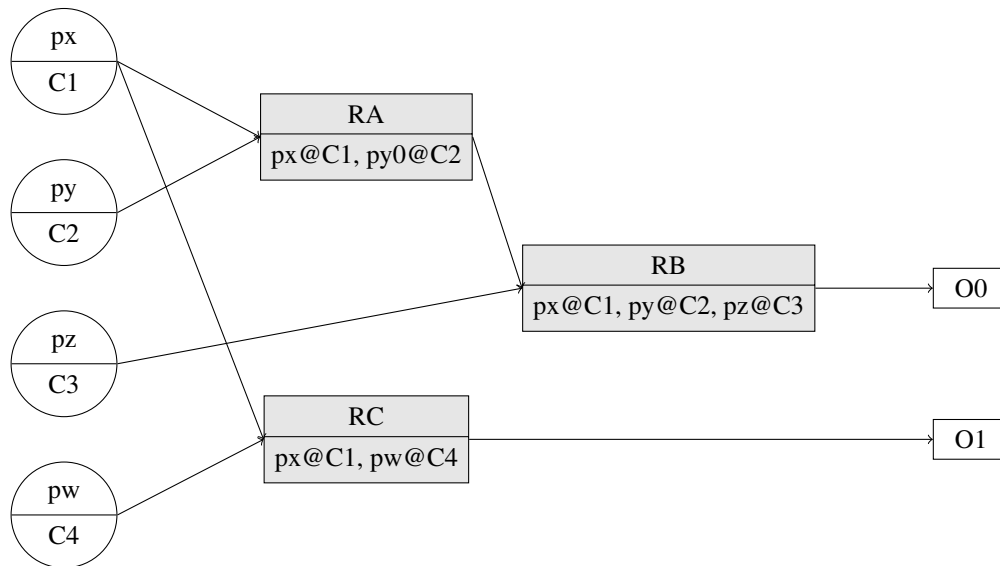 px
C1
RA
px@C1, py0@C2
py
C2
RB
px@C1, py@C2, pz@C3
O0
pz
C3
RC
px@C1, pw@C4
O1
pw
C4